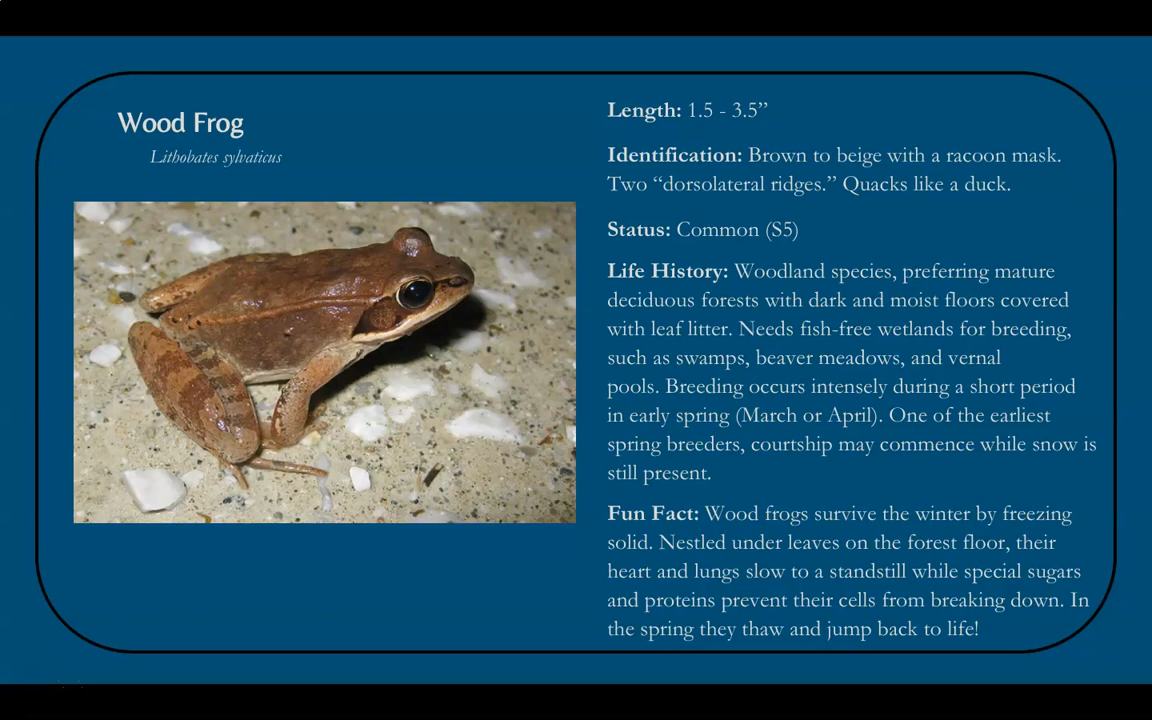 Wood Frog
Lithobates sylvaticus
Length: 1.5 - 3.5”
Identification: Brown to beige with a racoon mask.
Two “dorsolateral ridges.” Quacks like a duck.
Status: Common (S5)
Life History: Woodland species, preferring mature
deciduous forests with dark and moist floors covered
with leaf litter. Needs fish-free wetlands for breeding,
such as swamps, beaver meadows, and vernal
pools. Breeding occurs intensely during a short period
in early spring (March or April). One of the earliest
spring breeders, courtship may commence while snow is
still present.
Fun Fact: Wood frogs survive the winter by freezing
solid. Nestled under leaves on the forest floor, their
heart and lungs slow to a standstill while special sugars
and proteins prevent their cells from breaking down. In
the spring they thaw and jump back to life!